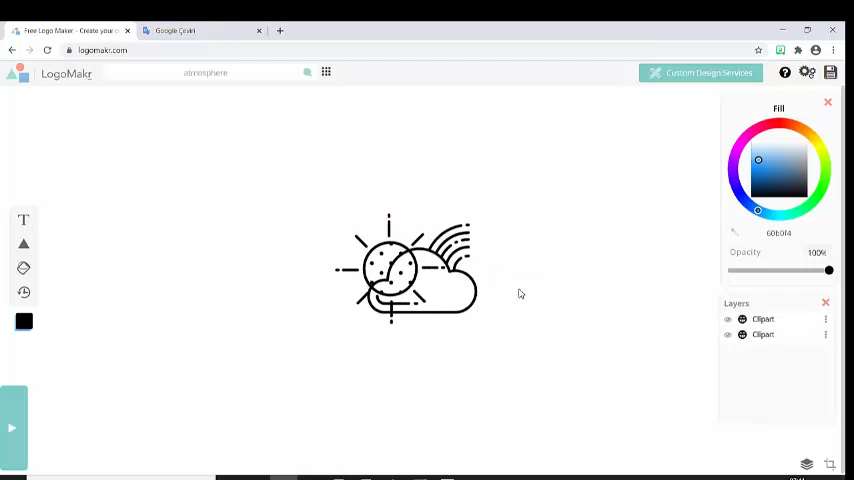 Free Logo Maker - Create your o
Google Çeviri
logomakr.com
LogoMakr
atmosphere
Custom Design Services
Fill
60b0f4
Opacity
100%
Layers
Clipart
Clipart
T